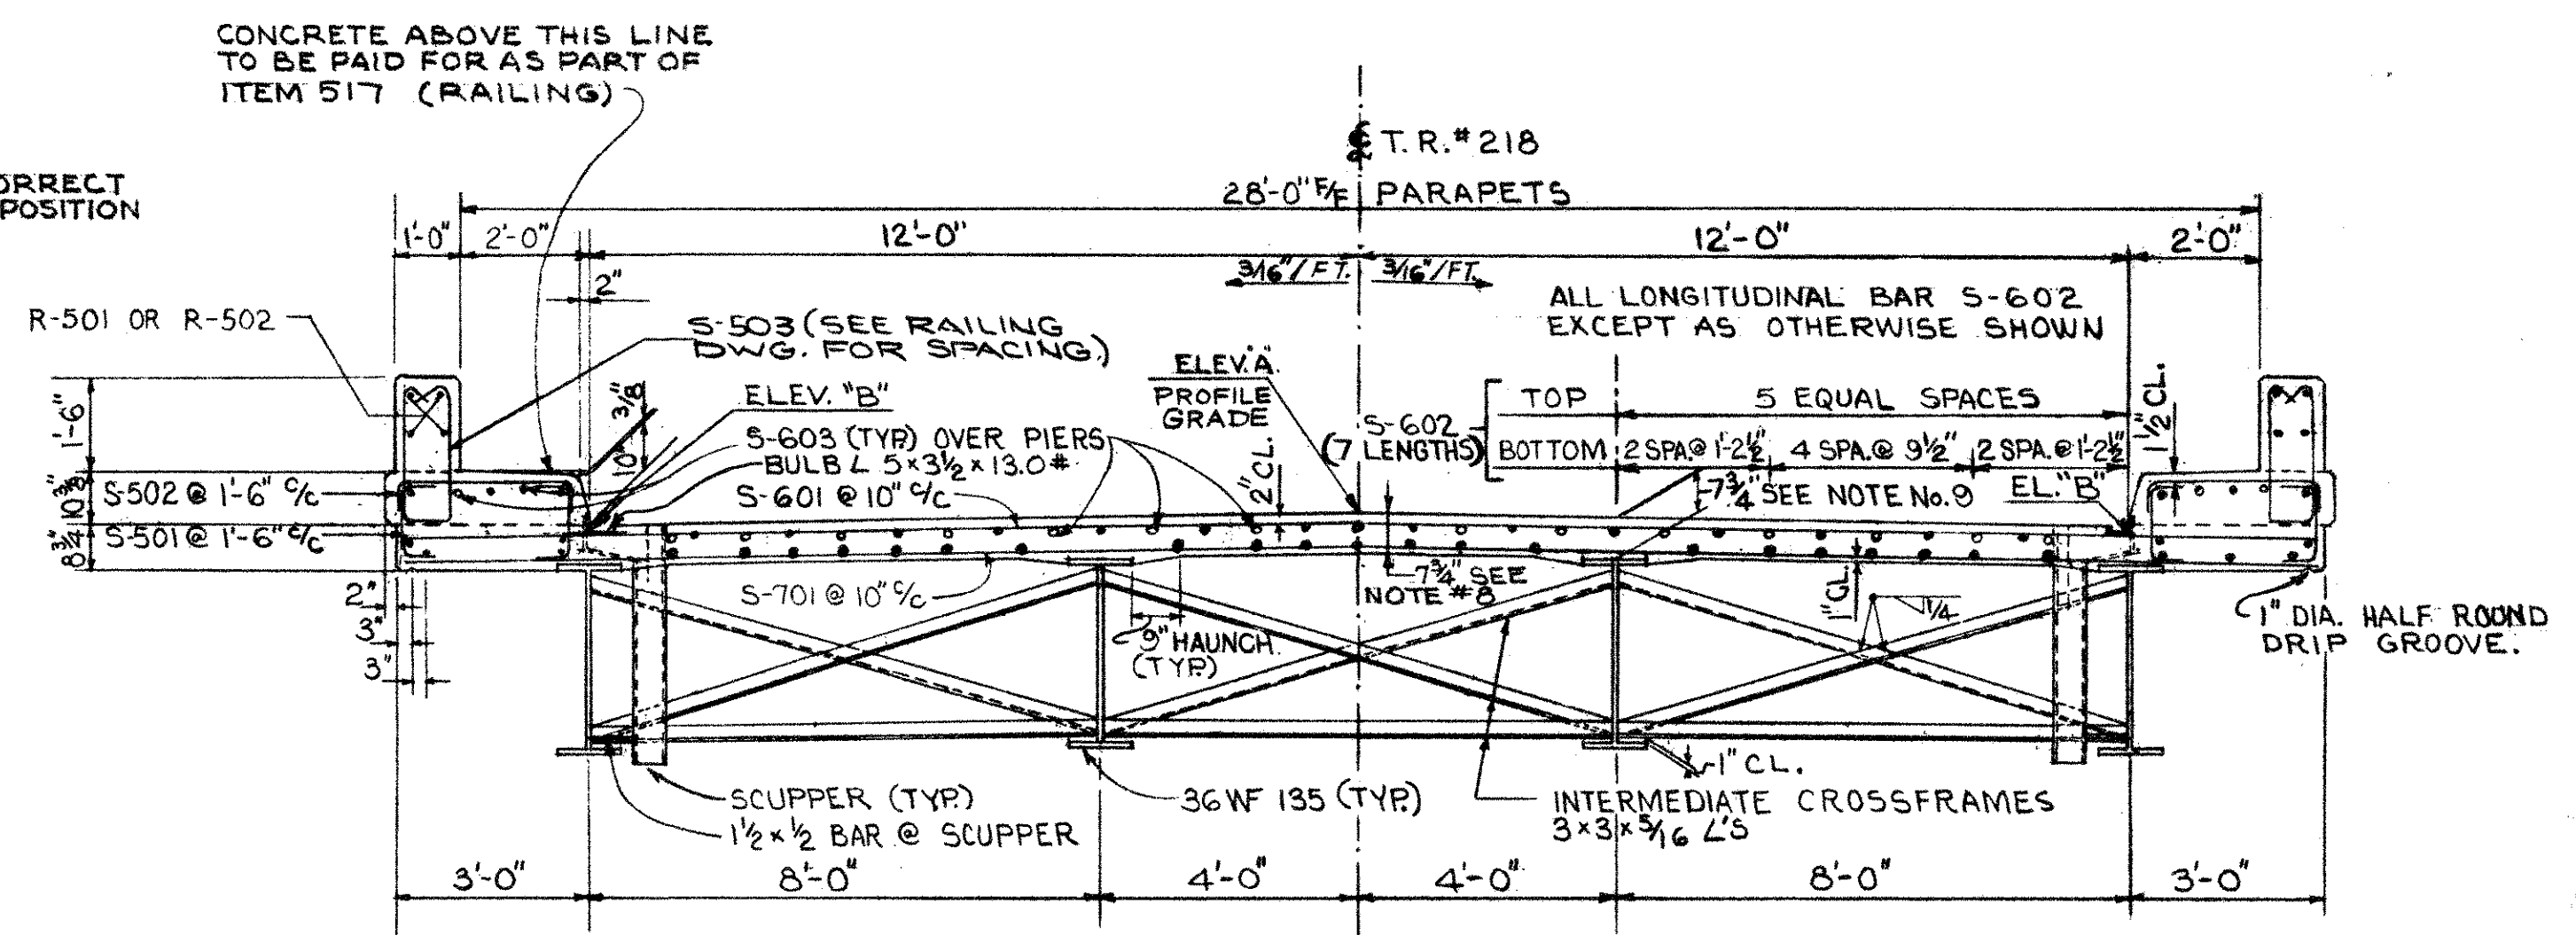 CONCRETE ABOVE THIS LINE
TO BE PAID FOR AS PART OF
ITEM 517 (RAILING)
ORRECT
POSITION
℄ T.R.#218
28'-0" F/F PARAPETS
1'-0" 2'-0" 12'-0" 12'-0" 2'-0"
3/16"/FT. 3/16"/FT.
2"
R-501 OR R-502
S-503 (SEE RAILING
DWG. FOR SPACING)
ALL LONGITUDINAL BAR S-602
EXCEPT AS OTHERWISE SHOWN
ELEV. "A"
PROFILE
GRADE
ELEV. "B"
10 3/8"
1'-6"
S-603 (TYP.) OVER PIERS
BULB L 5×3½×13.0#
S-601 @ 10" C/C
2" CL.
S-602
(7 LENGTHS)
TOP 5 EQUAL SPACES
BOTTOM 2 SPA.@ 1'-2½" 4 SPA.@ 9½" 2 SPA.@ 1'-2½"
1½" CL.
7¾" SEE NOTE No. 9
EL. "B"
10 3/8"
S-502 @ 1'-6" C/C
S-501 @ 1'-6" C/C
8¾"
S-701 @ 10" C/C
7¾" SEE
NOTE #8
1" CL.
1/4
9" HAUNCH
(TYP.)
2"
3"
3"
1" DIA. HALF ROUND
DRIP GROOVE.
1" CL.
SCUPPER (TYP.)
1½ × ½ BAR @ SCUPPER
36 WF 135 (TYP.)
INTERMEDIATE CROSSFRAMES
3×3×5/16 L'S
3'-0" 8'-0" 4'-0" 4'-0" 8'-0" 3'-0"